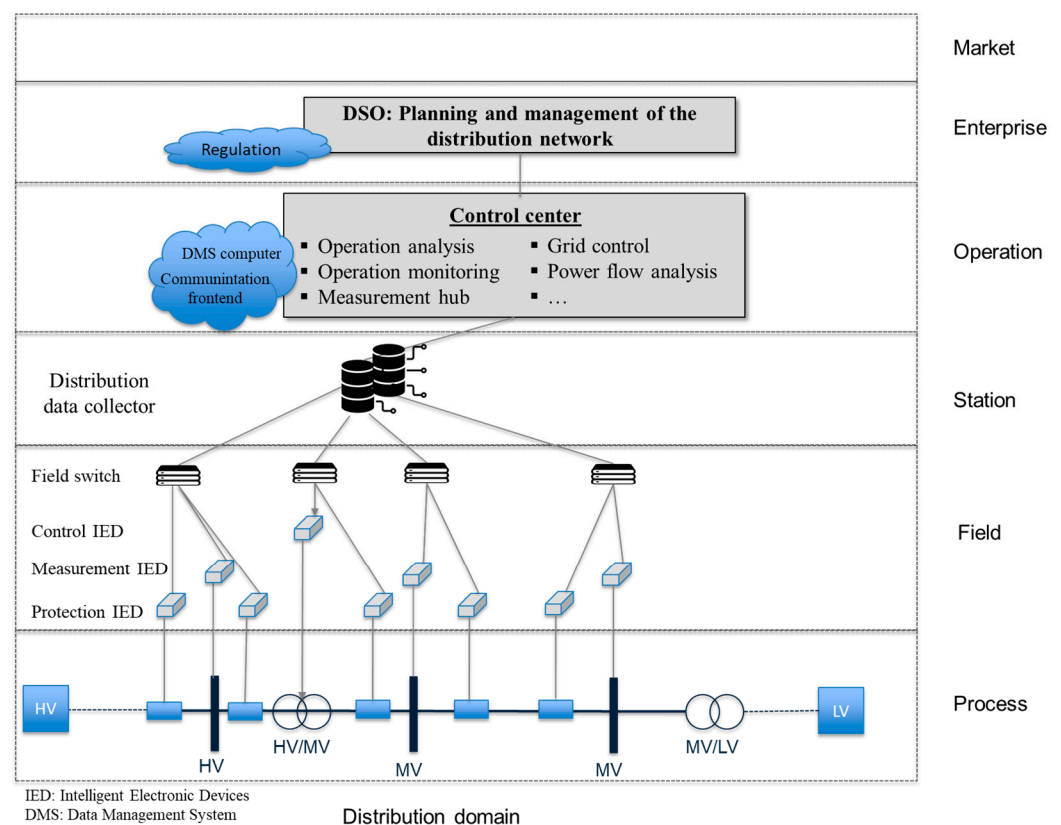 Market
DSO: Planning and management of the
distribution network
Enterprise
Regulation
Control center
▪ Operation analysis
▪ Operation monitoring
▪ Measurement hub
▪ Grid control
▪ Power flow analysis
▪ …
DMS computer
Communintation
frontend
Operation
Distribution
data collector
Station
Field switch
Control IED
Measurement IED
Protection IED
Field
HV
LV
Process
HV
HV/MV
MV
MV
MV/LV
IED: Intelligent Electronic Devices
DMS: Data Management System
Distribution domain